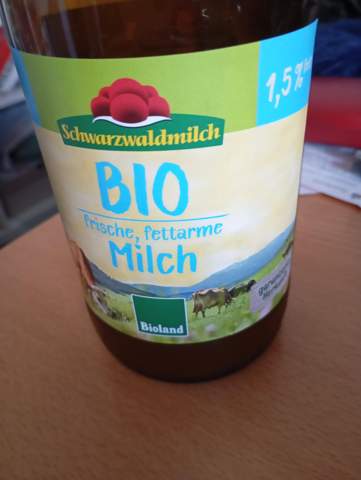 1,5%
Schwarzwaldmilch
BIO
frische, fettarme
Milch
Bioland